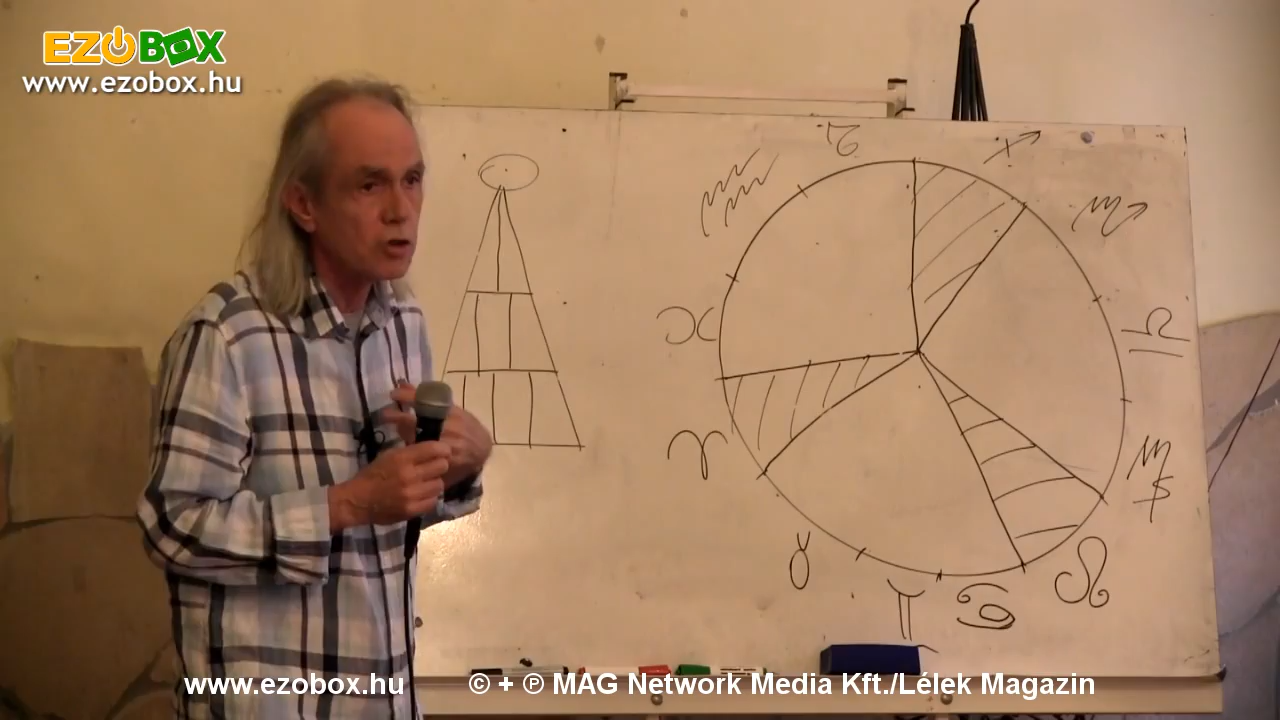 EZOBOX
www.ezobox.hu
♑ ♐
♒ ♏
♓ ♎
♈ ♍
♉ ♌
♊ ♋
www.ezobox.hu © + ℗ MAG Network Media Kft./Lélek Magazin